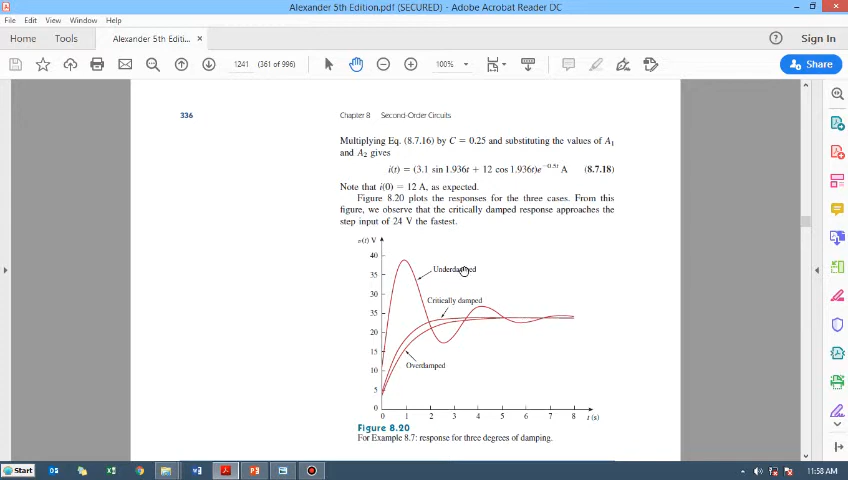 Alexander 5th Edition.pdf (SECURED) - Adobe Acrobat Reader DC
File Edit View Window Help
Home Tools Alexander 5th Editi... × Sign In
1241 (361 of 996) 100% Share
336 Chapter 8 Second-Order Circuits
Multiplying Eq. (8.7.16) by C = 0.25 and substituting the values of A₁
and A₂ gives
i(t) = (3.1 sin 1.936t + 12 cos 1.936t)e⁻⁰·⁵ᵗ A (8.7.18)
Note that i(0) = 12 A, as expected.
Figure 8.20 plots the responses for the three cases. From this
figure, we observe that the critically damped response approaches the
step input of 24 V the fastest.
v(t) V
40
Underdamped
35
30
Critically damped
25
20
15
Overdamped
10
5
0
0 1 2 3 4 5 6 7 8 t (s)
Figure 8.20
For Example 8.7: response for three degrees of damping.
Start 11:58 AM